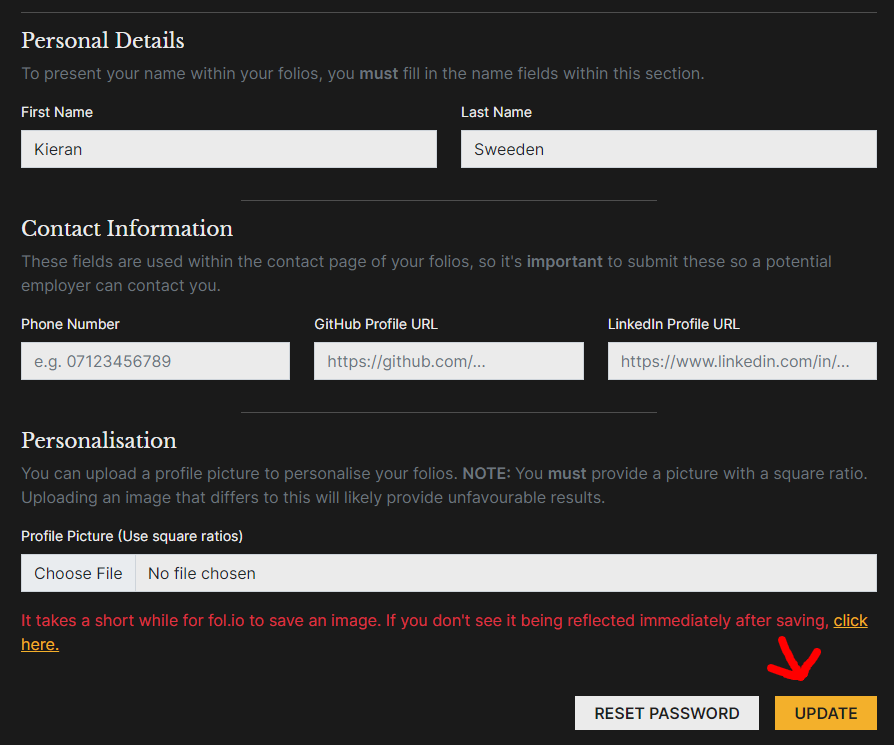 Personal Details
To present your name within your folios, you must fill in the name fields within this section.
First Name
Last Name
Kieran
Sweeden
Contact Information
These fields are used within the contact page of your folios, so it's important to submit these so a potential
employer can contact you.
Phone Number
GitHub Profile URL
LinkedIn Profile URL
e.g. 07123456789
https://github.com/...
https://www.linkedin.com/in/...
Personalisation
You can upload a profile picture to personalise your folios. NOTE: You must provide a picture with a square ratio.
Uploading an image that differs to this will likely provide unfavourable results.
Profile Picture (Use square ratios)
Choose File No file chosen
It takes a short while for fol.io to save an image. If you don't see it being reflected immediately after saving, click
here.
RESET PASSWORD
UPDATE